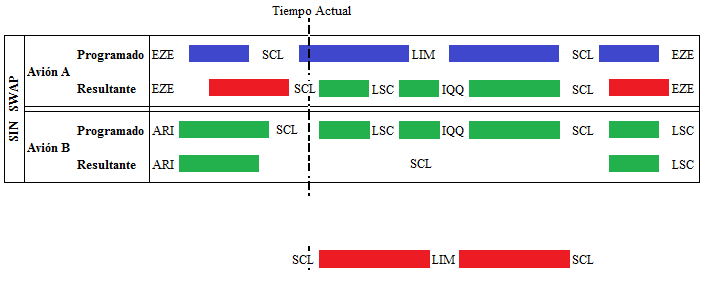 Tiempo Actual
SIN SWAP
Avión A
Programado EZE SCL LIM SCL EZE
Resultante EZE SCL LSC IQQ SCL EZE
Avión B
Programado ARI SCL LSC IQQ SCL LSC
Resultante ARI SCL LSC
SCL LIM SCL